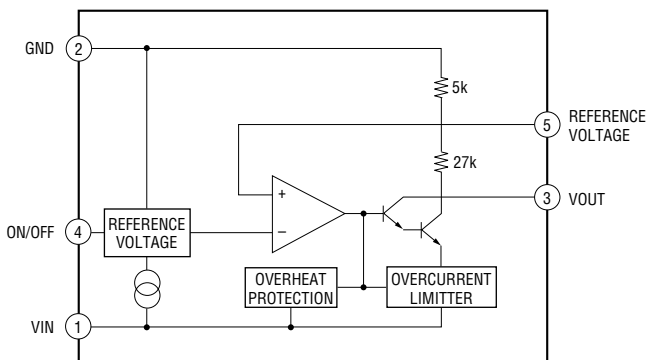 GND
2
5k
5
REFERENCE
VOLTAGE
27k
+
3
VOUT
ON/OFF
4
REFERENCE
VOLTAGE
−
OVERHEAT
PROTECTION
OVERCURRENT
LIMITTER
VIN
1